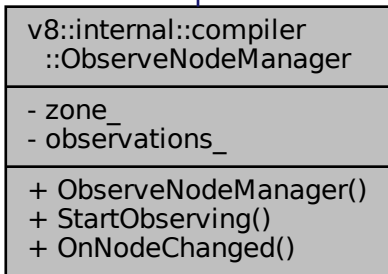 v8::internal::compiler
::ObserveNodeManager
- zone_
- observations_
+ ObserveNodeManager()
+ StartObserving()
+ OnNodeChanged()